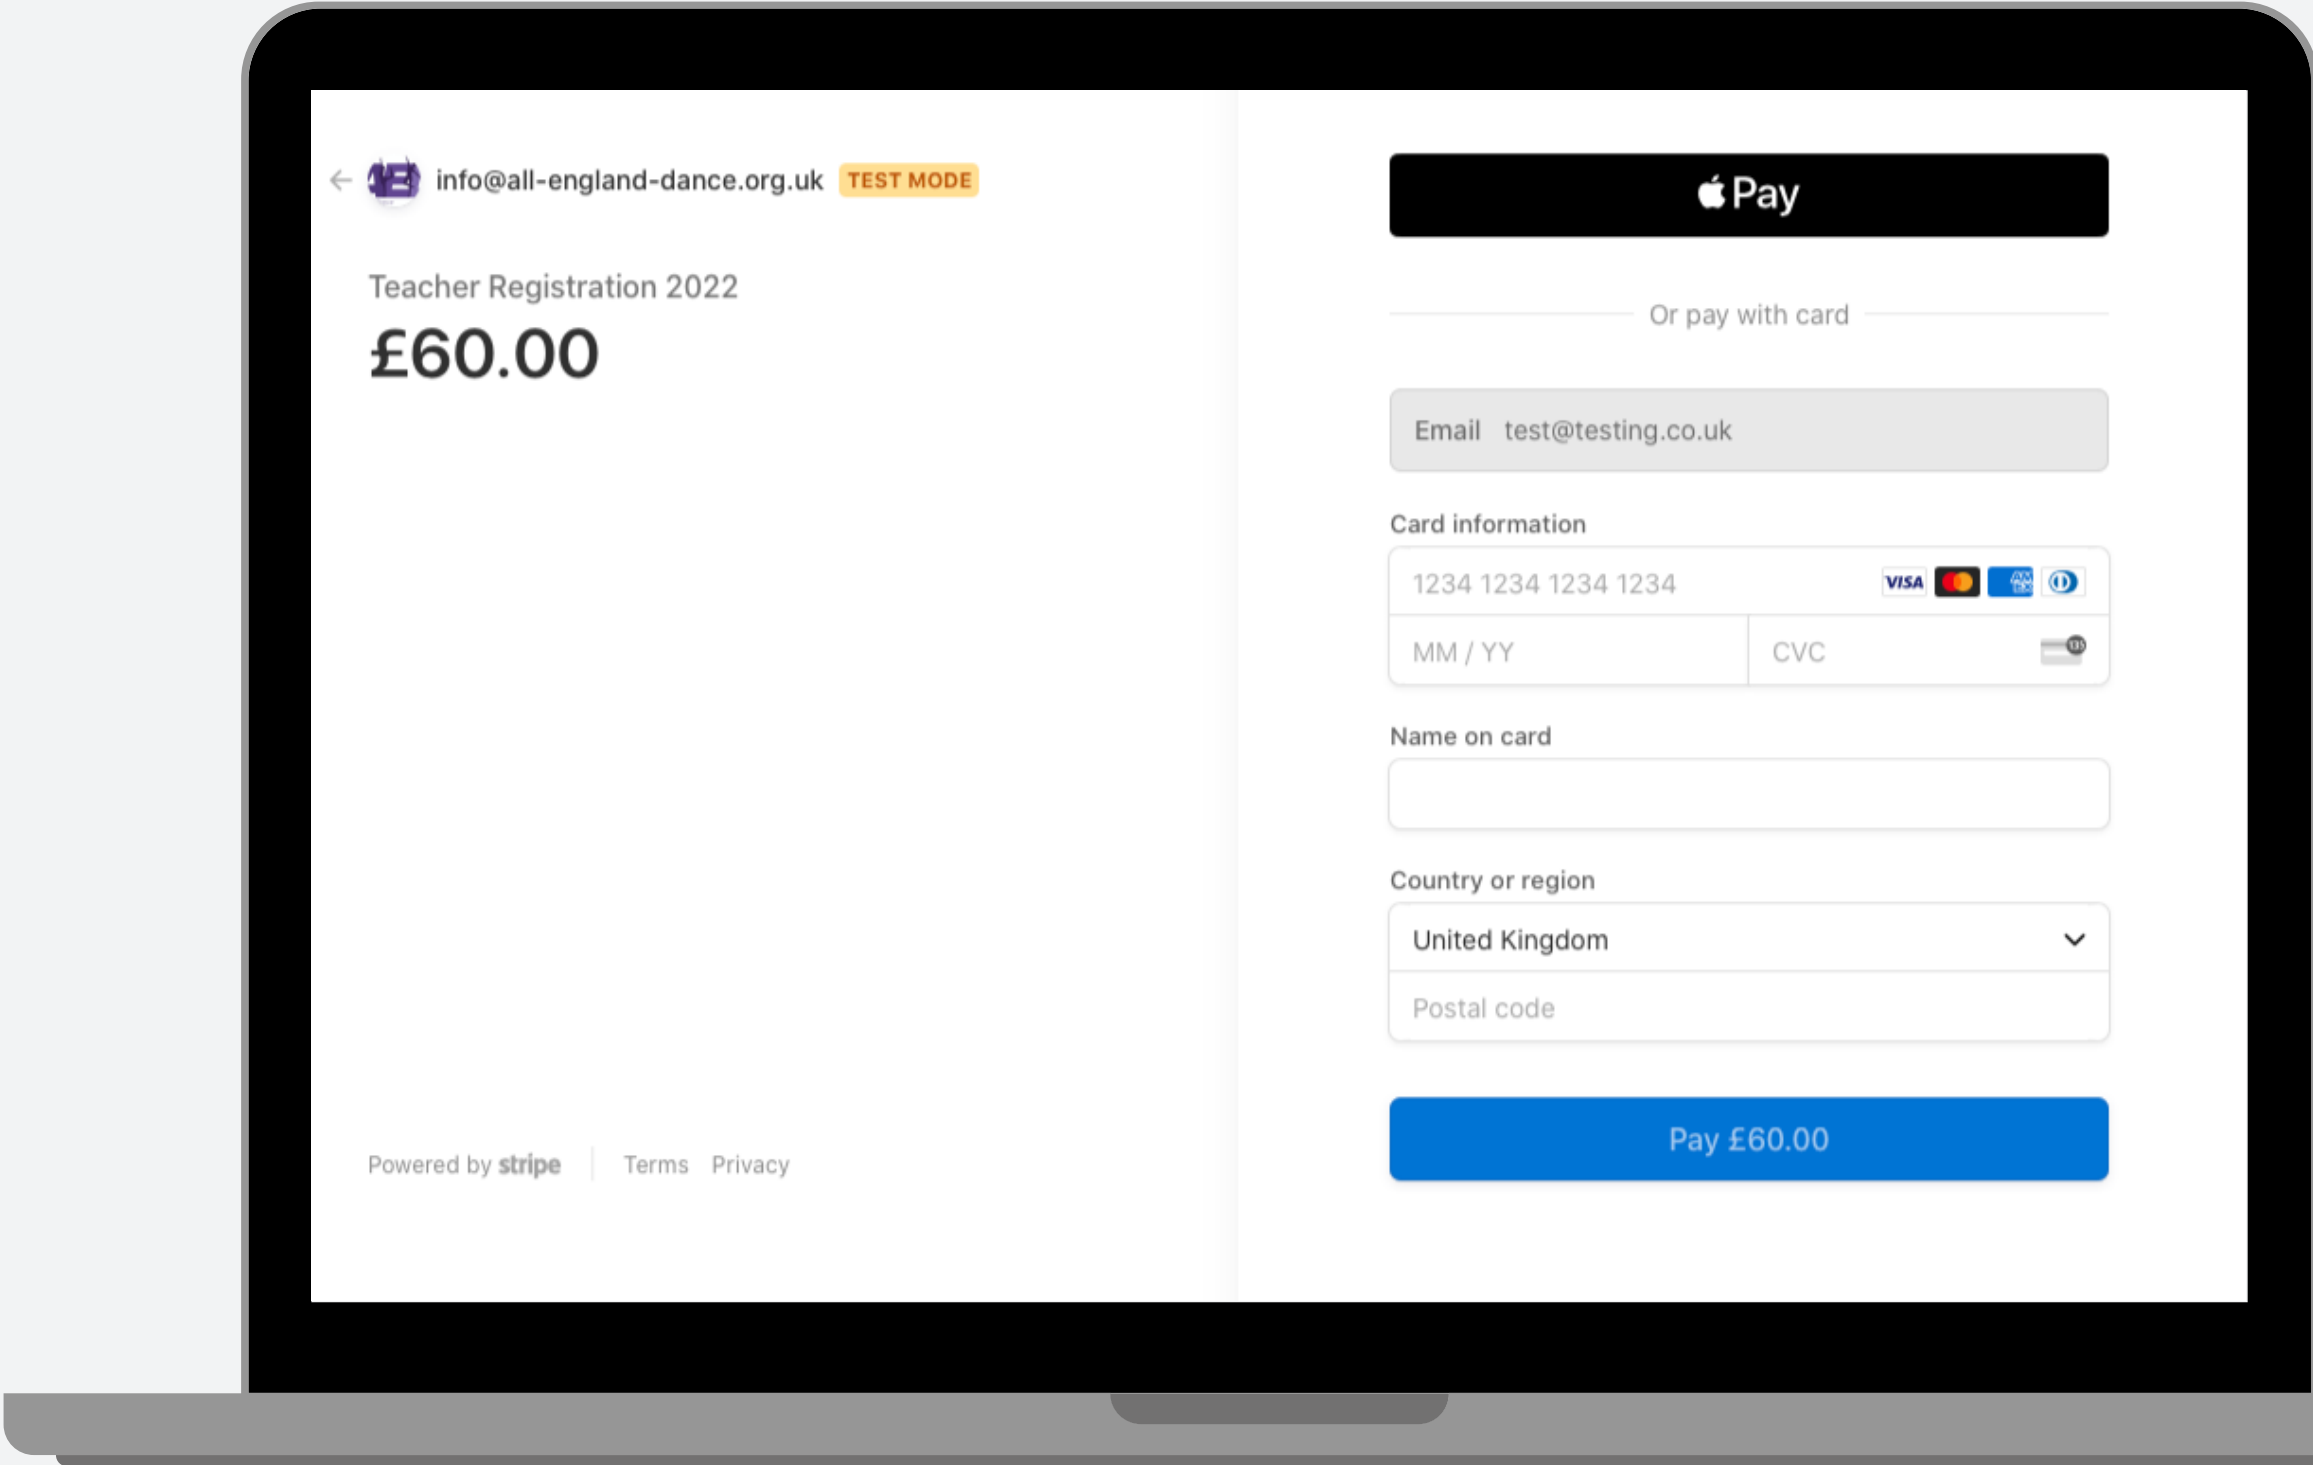 info@all-england-dance.org.uk TEST MODE
Teacher Registration 2022
£60.00
Powered by stripe Terms Privacy
Pay
Or pay with card
Email test@testing.co.uk
Card information
1234 1234 1234 1234 VISA
MM / YY CVC
Name on card
Country or region
United Kingdom
Postal code
Pay £60.00